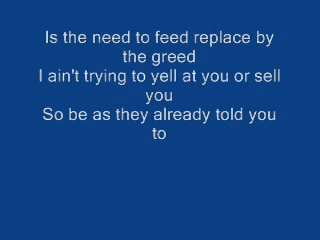 Is the need to feed replace by
the greed
I ain't trying to yell at you or sell
you
So be as they already told you
to